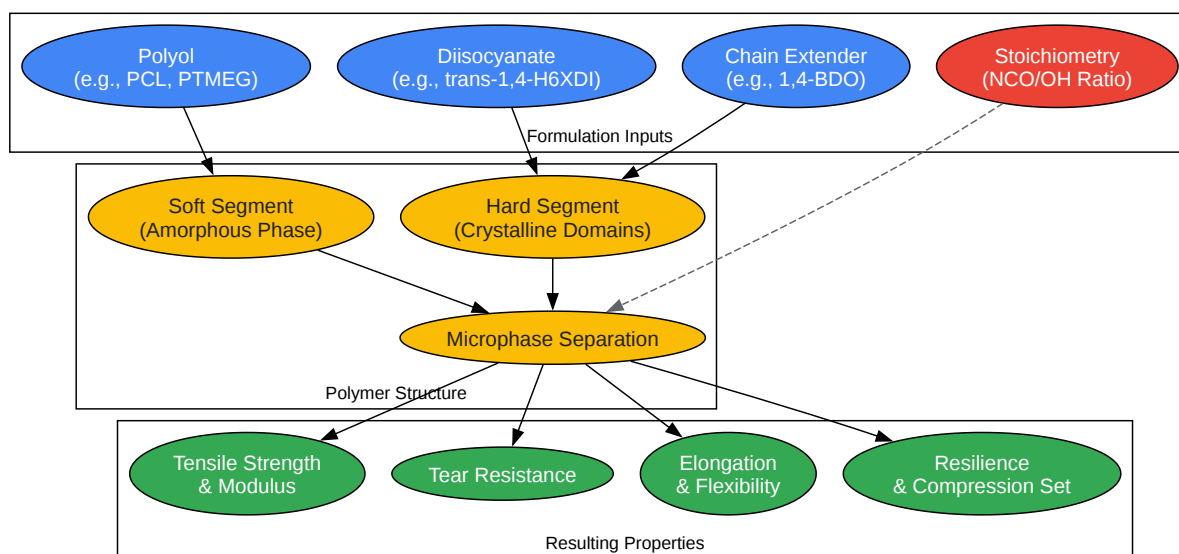 Polyol
(e.g., PCL, PTMEG)
Diisocyanate
(e.g., trans-1,4-H6XDI)
Chain Extender
(e.g., 1,4-BDO)
Stoichiometry
(NCO/OH Ratio)
Formulation Inputs
Soft Segment
(Amorphous Phase)
Hard Segment
(Crystalline Domains)
Microphase Separation
Polymer Structure
Tensile Strength
& Modulus
Tear Resistance
Elongation
& Flexibility
Resilience
& Compression Set
Resulting Properties